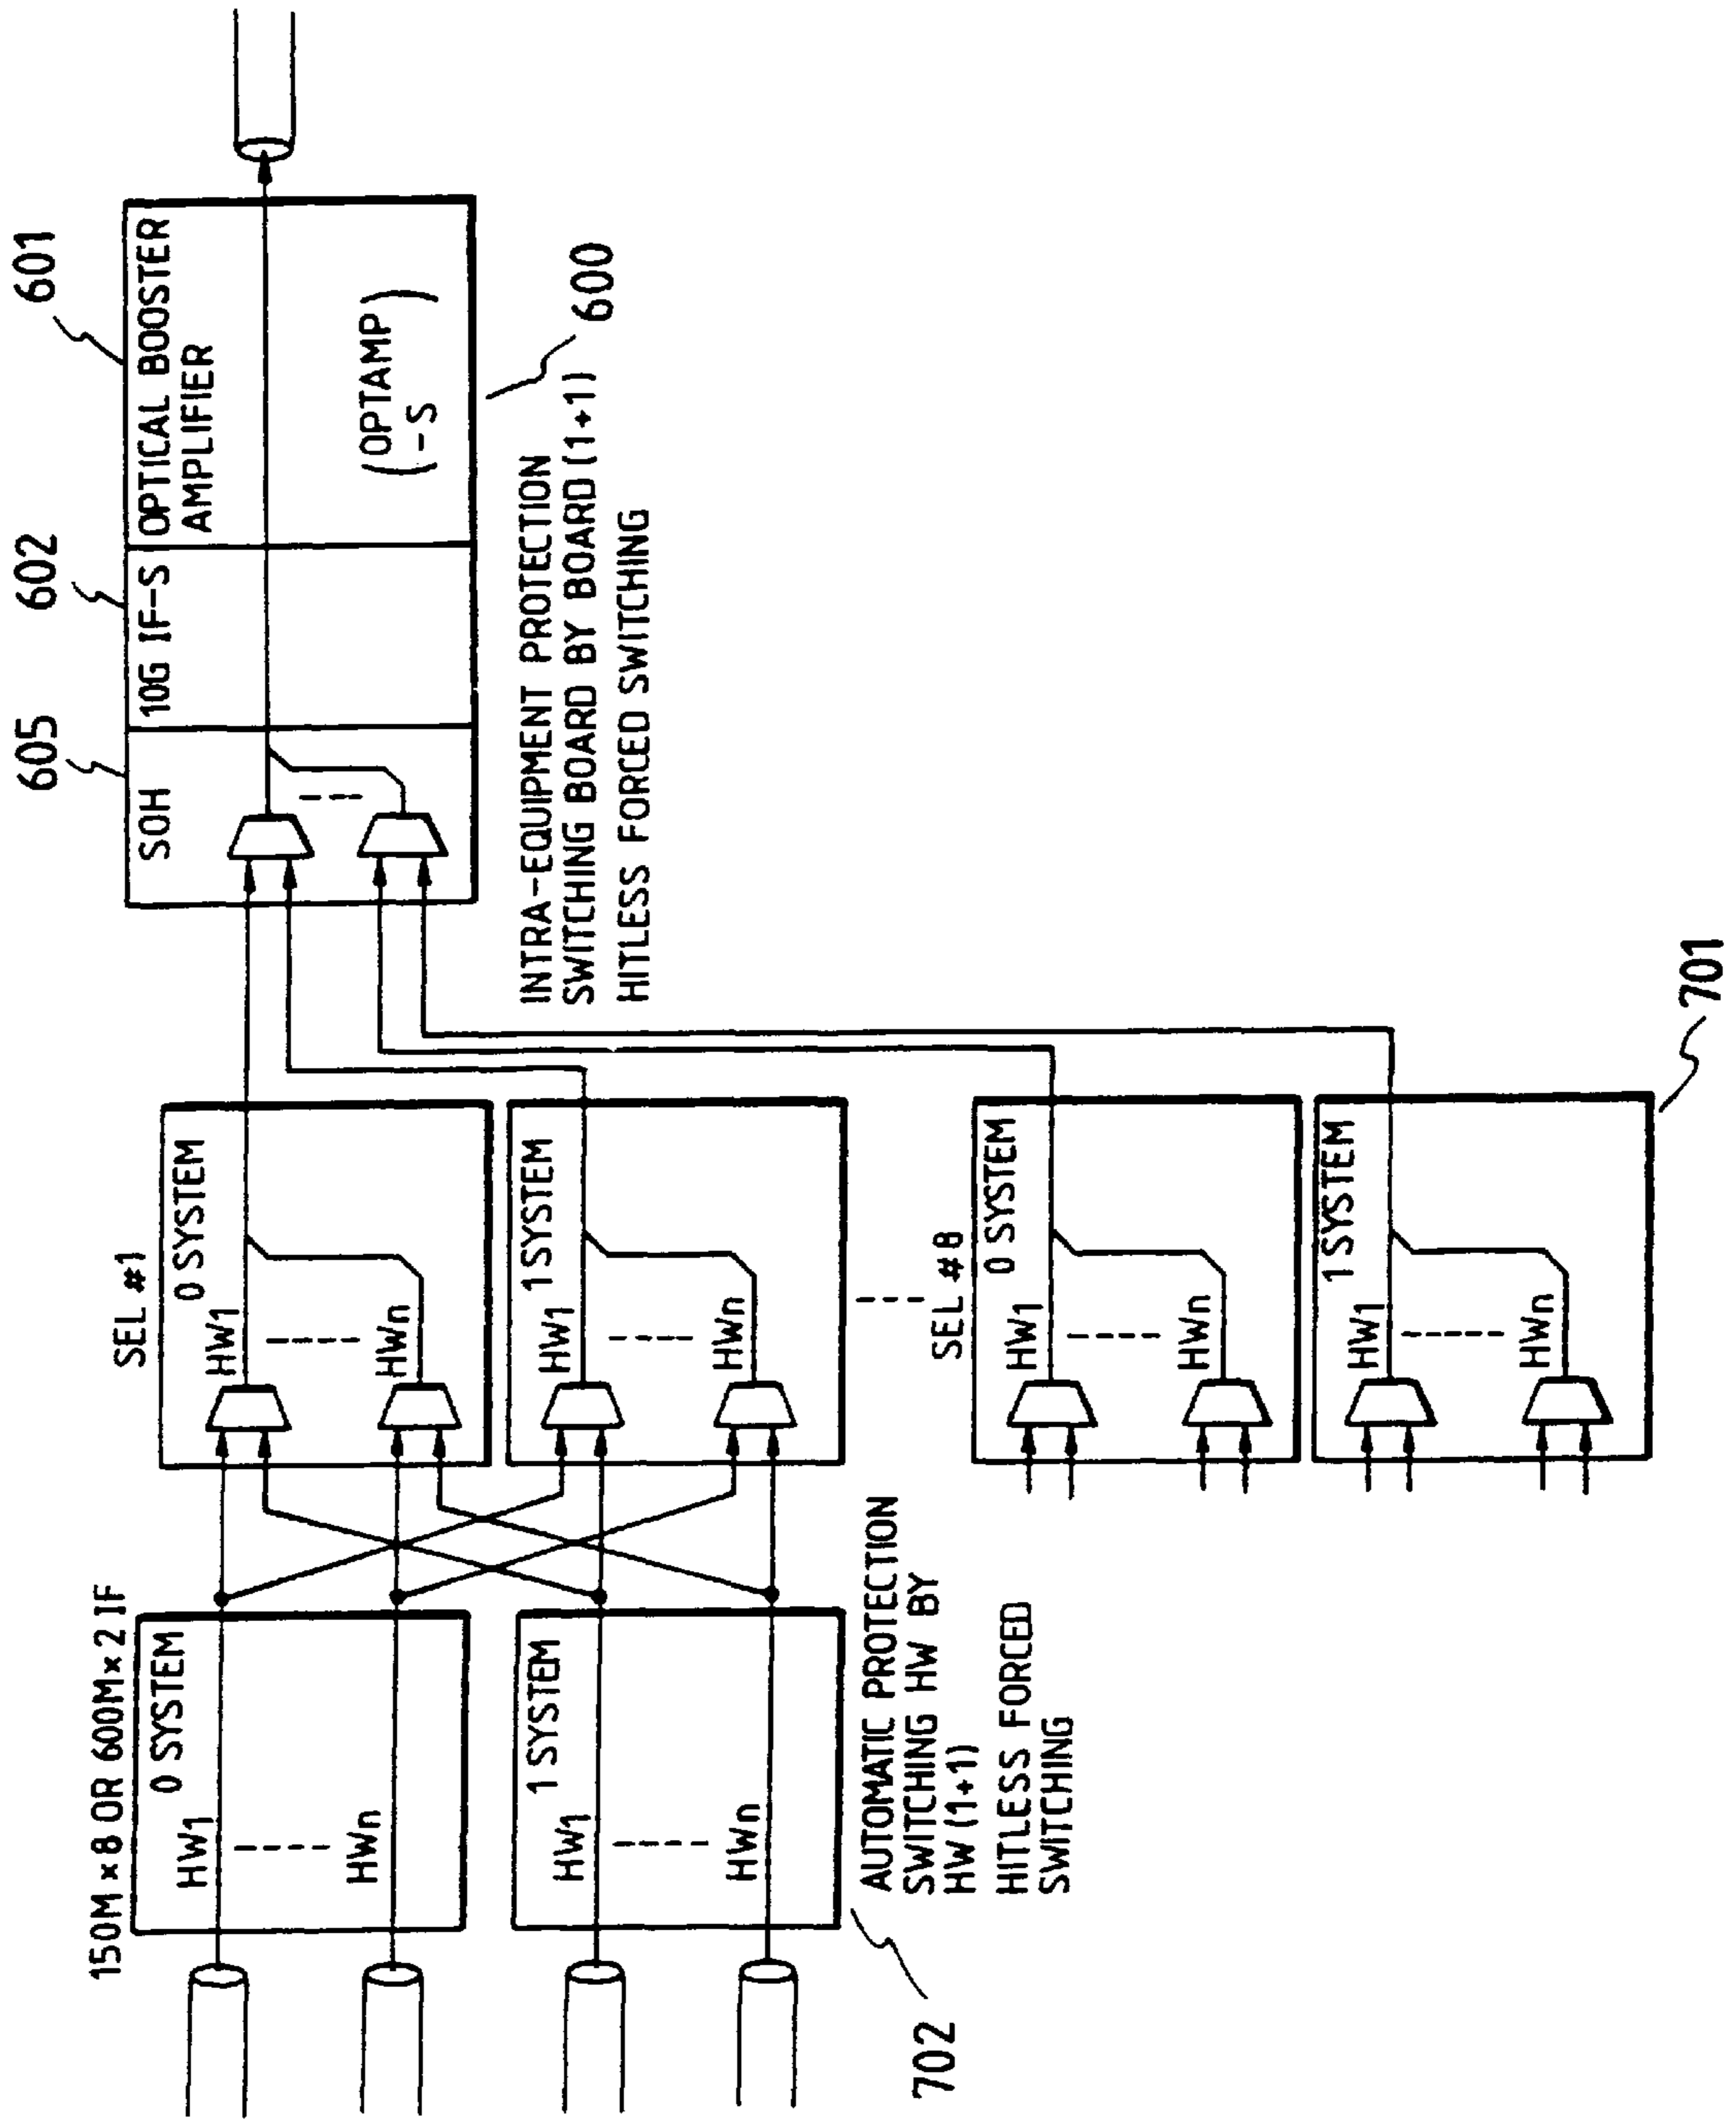 150M×8 OR 600M×2 IF
0 SYSTEM
HW1
HWn
1 SYSTEM
HW1
HWn
702
AUTOMATIC PROTECTION
SWITCHING HW BY
HW (1+1)
HITLESS FORCED
SWITCHING
SEL #1
0 SYSTEM
HW1
HWn
1 SYSTEM
HW1
HWn
SEL #8
0 SYSTEM
HW1
HWn
1 SYSTEM
HW1
HWn
701
605
602
601
SOH
10G IF-S
OPTICAL BOOSTER
AMPLIFIER
(OPTAMP
-S)
600
INTRA-EQUIPMENT PROTECTION
SWITCHING BOARD BY BOARD (1+1)
HITLESS FORCED SWITCHING